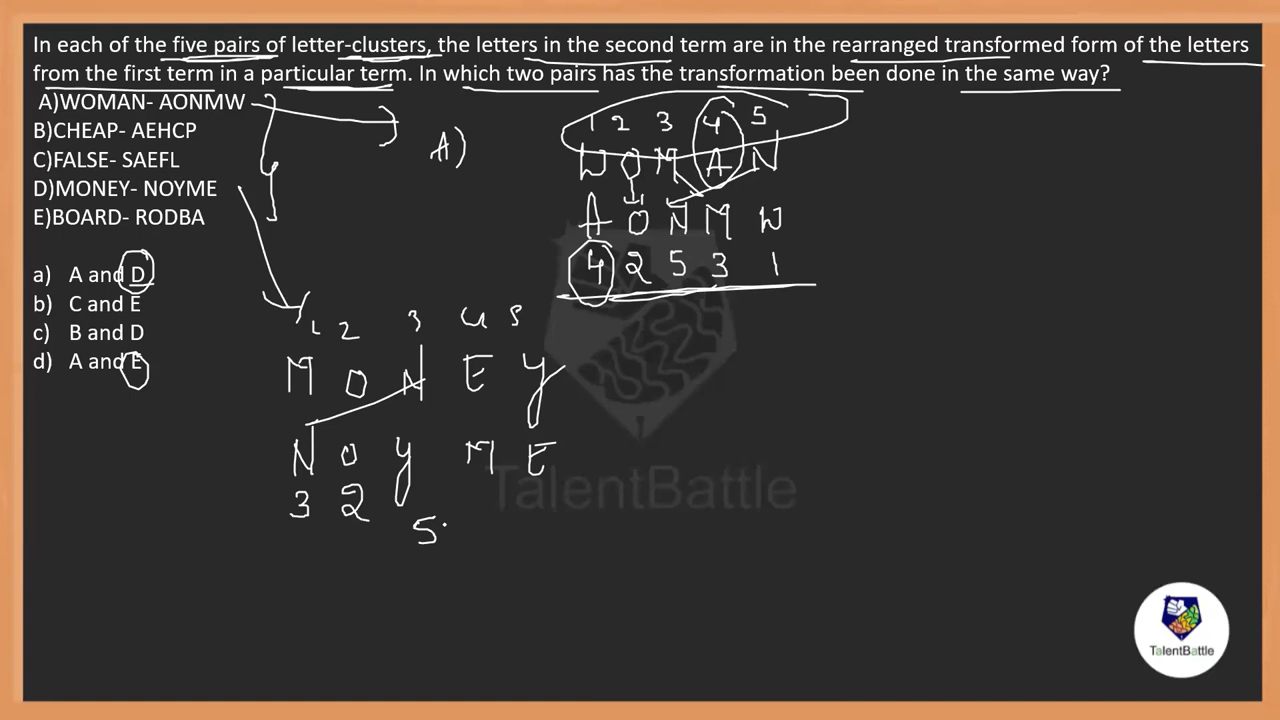 In each of the five pairs of letter-clusters, the letters in the second term are in the rearranged transformed form of the letters
from the first term in a particular term. In which two pairs has the transformation been done in the same way?
A)WOMAN- AONMW
B)CHEAP- AEHCP
C)FALSE- SAEFL
D)MONEY- NOYME
E)BOARD- RODBA
a) A and D
b) C and E
c) B and D
d) A and E
A)
1 2 3 4 5
W O M A N
A O N M W
4 2 5 3 1
1 2 3 4 5
M O N E Y
N O Y M E
3 2 5
TalentBattle
TalentBattle